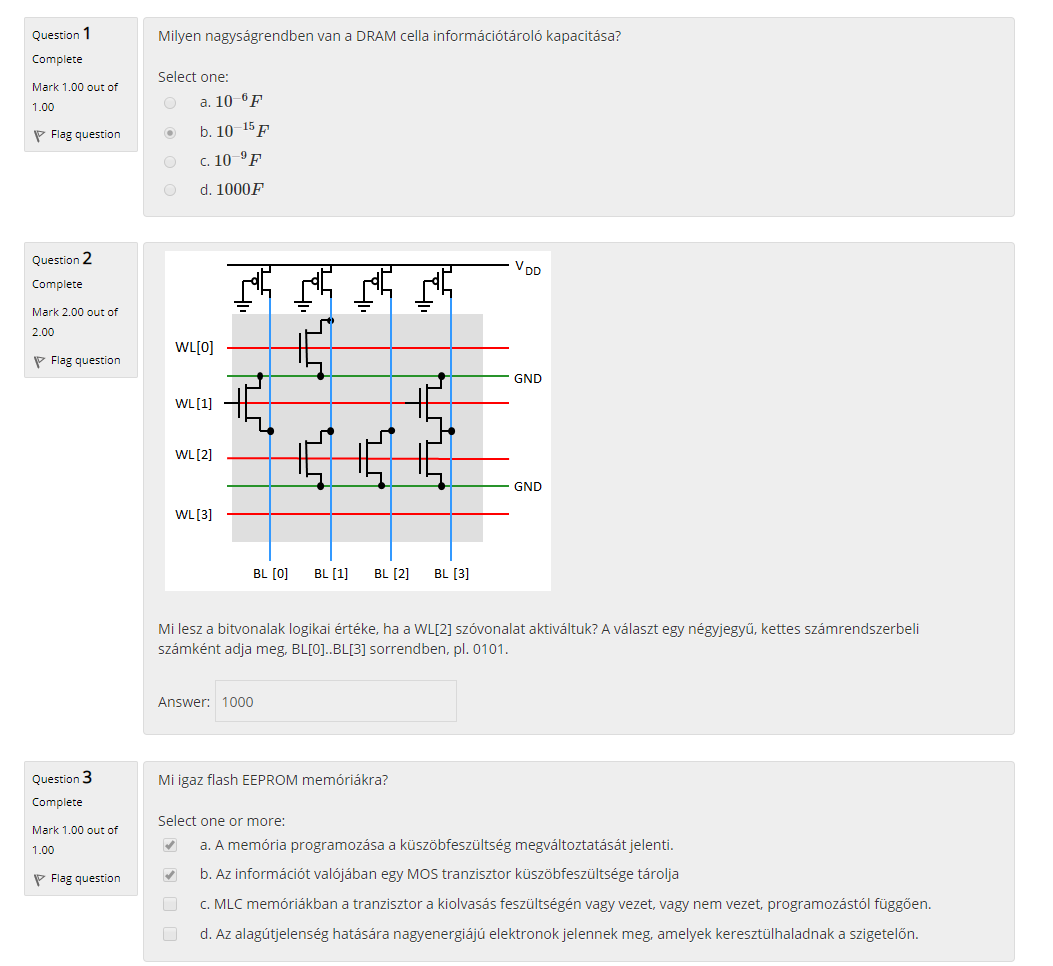 Question 1
Complete
Mark 1.00 out of
1.00
Flag question
Milyen nagyságrendben van a DRAM cella információtároló kapacitása?
Select one:
a. 10⁻⁶ F
b. 10⁻¹⁵ F
c. 10⁻⁹ F
d. 1000F
Question 2
Complete
Mark 2.00 out of
2.00
Flag question
V DD
WL[0]
GND
WL[1]
WL[2]
GND
WL[3]
BL [0] BL [1] BL [2] BL [3]
Mi lesz a bitvonalak logikai értéke, ha a WL[2] szóvonalat aktiváltuk? A választ egy négyjegyű, kettes számrendszerbeli
számként adja meg, BL[0]..BL[3] sorrendben, pl. 0101.
Answer: 1000
Question 3
Complete
Mark 1.00 out of
1.00
Flag question
Mi igaz flash EEPROM memóriákra?
Select one or more:
a. A memória programozása a küszöbfeszültség megváltoztatását jelenti.
b. Az információt valójában egy MOS tranzisztor küszöbfeszültsége tárolja
c. MLC memóriákban a tranzisztor a kiolvasás feszültségén vagy vezet, vagy nem vezet, programozástól függően.
d. Az alagútjelenség hatására nagyenergiájú elektronok jelennek meg, amelyek keresztülhaladnak a szigetelőn.